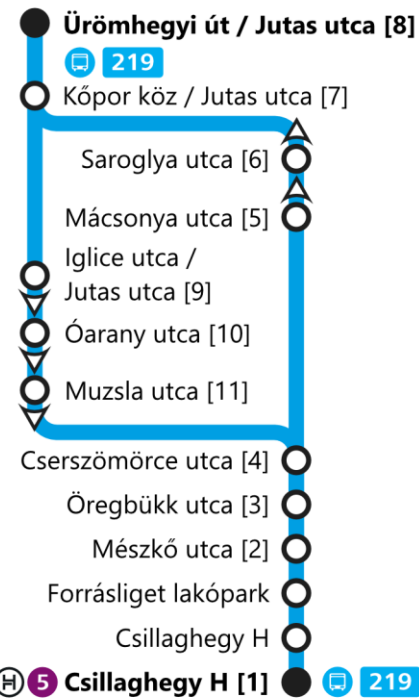 Ürömhegyi út / Jutas utca [8]
219
Kőpor köz / Jutas utca [7]
Saroglya utca [6]
Mácsonya utca [5]
Iglice utca /
Jutas utca [9]
Óarany utca [10]
Muzsla utca [11]
Cserszömörce utca [4]
Öregbükk utca [3]
Mészkő utca [2]
Forrásliget lakópark
Csillaghegy H
H 5 Csillaghegy H [1] 219